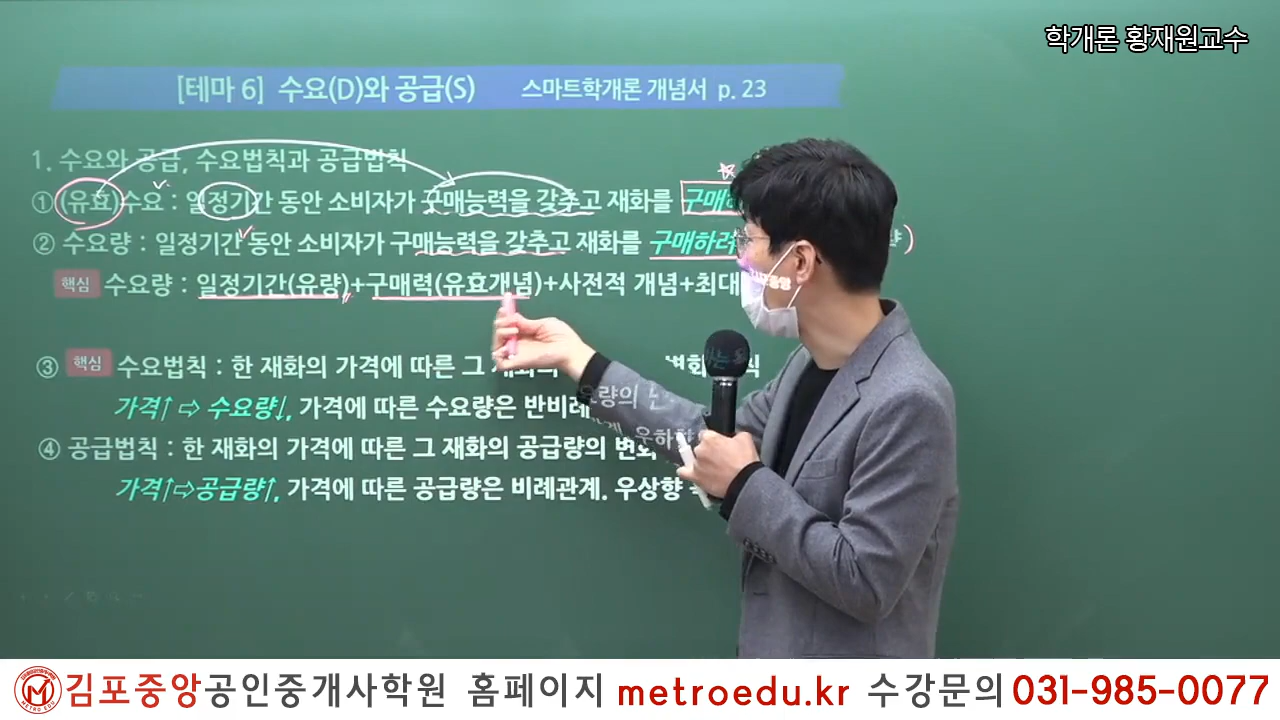 학개론 황재원교수
[테마 6] 수요(D)와 공급(S) 스마트학개론 개념서 p. 23
1. 수요와 공급, 수요법칙과 공급법칙
① (유효)수요 : 일정기간 동안 소비자가 구매능력을 갖추고 재화를 구매
② 수요량 : 일정기간 동안 소비자가 구매능력을 갖추고 재화를 구매하려 )
핵심 수요량 : 일정기간(유량)+구매력(유효개념)+사전적 개념+최대
③ 핵심 수요법칙 : 한 재화의 가격에 따른 그 재화의
가격↑ ⇨ 수요량↓, 가격에 따른 수요량은 반비례
④ 공급법칙 : 한 재화의 가격에 따른 그 재화의 공급량의 변화
가격↑⇨공급량↑, 가격에 따른 공급량은 비례관계. 우상향
METRO EDU
김포중앙공인중개사학원 홈페이지 metroedu.kr 수강문의 031-985-0077